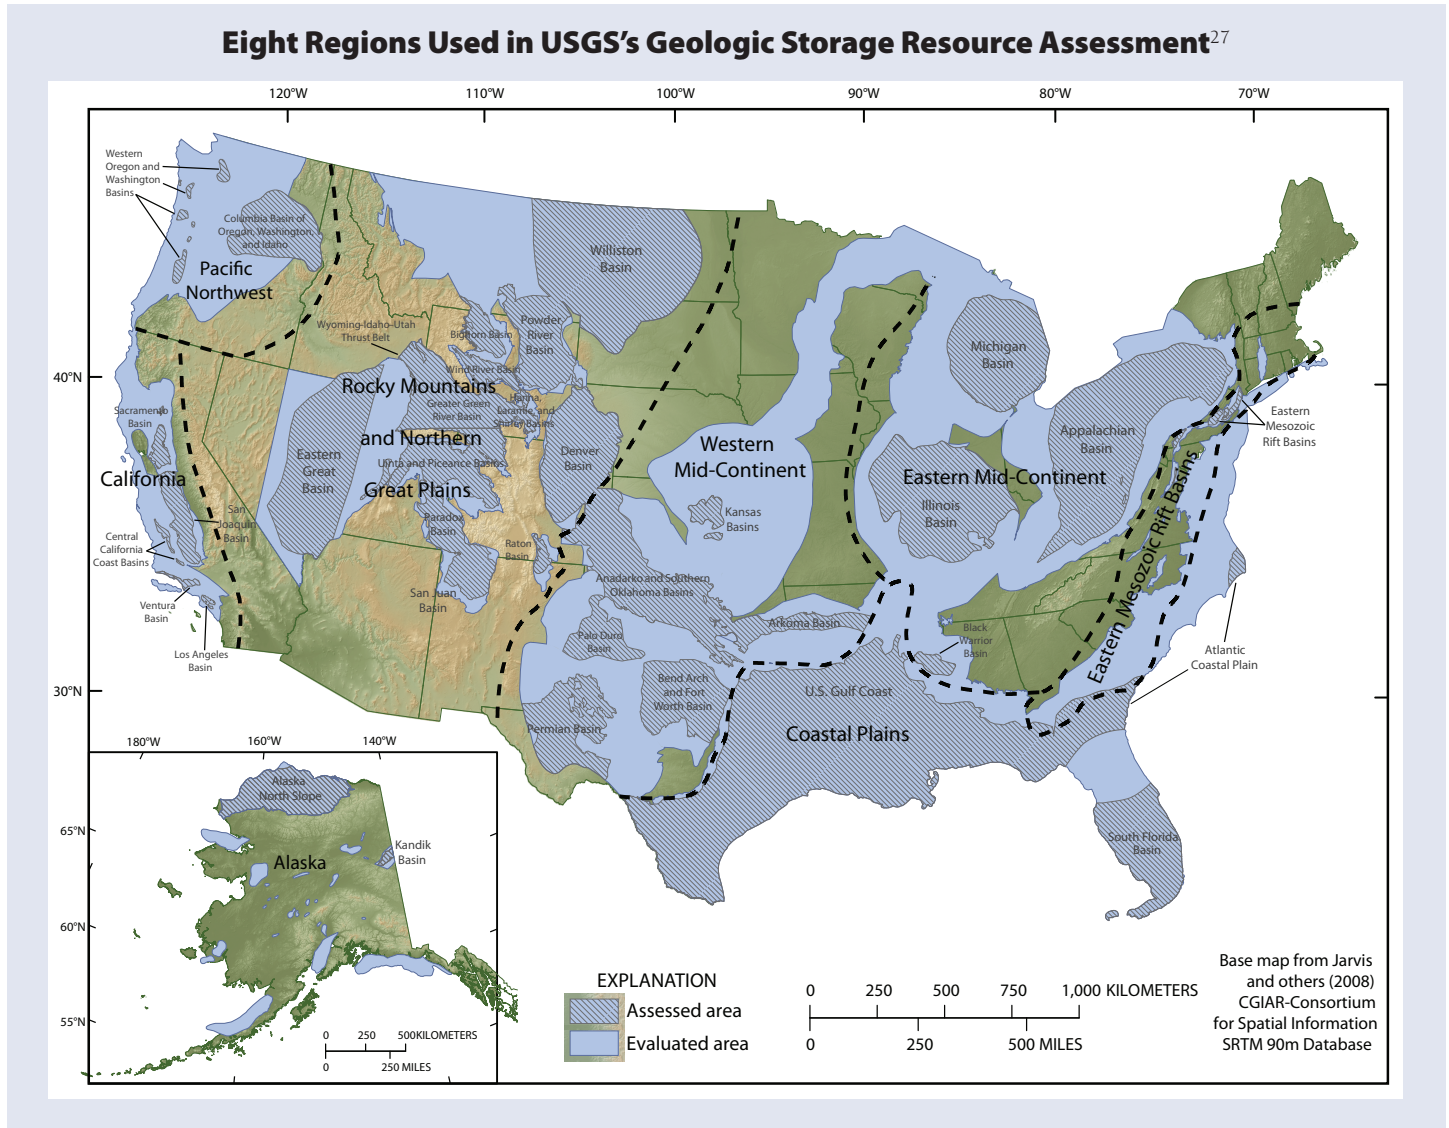 Eight Regions Used in USGS's Geologic Storage Resource Assessment27
120°W
110°W
100°W
90°W
80°W
70°W
40°N
30°N
Western
Oregon and
Washington
Basins
Columbia Basin of
Oregon, Washington,
and Idaho
Pacific
Northwest
Williston
Basin
Wyoming-Idaho-Utah
Thrust Belt
Bighorn Basin
Powder
River
Basin
Wind River Basin
Rocky Mountains
Greater Green
River Basin
Hanna,
Laramie, and
Shirley Basins
and Northern
Uinta and Piceance Basins
Great Plains
Eastern
Great
Basin
Denver
Basin
Paradox
Basin
Raton
Basin
San Juan
Basin
Sacramento
Basin
California
San
Joaquin
Basin
Central
California
Coast Basins
Ventura
Basin
Los Angeles
Basin
Western
Mid-Continent
Kansas
Basins
Anadarko and Southern
Oklahoma Basins
Arkoma Basin
Palo Duro
Basin
Bend Arch
and Fort
Worth Basin
Permian Basin
Michigan
Basin
Eastern Mid-Continent
Illinois
Basin
Appalachian
Basin
Eastern
Mesozoic
Rift Basins
Eastern Mesozoic Rift Basins
Black
Warrior
Basin
Atlantic
Coastal Plain
U.S. Gulf Coast
Coastal Plains
South Florida
Basin
180°W
160°W
140°W
65°N
60°N
55°N
Alaska
North Slope
Kandik
Basin
Alaska
0 250 500 KILOMETERS
0 250 MILES
EXPLANATION
Assessed area
Evaluated area
0 250 500 750 1,000 KILOMETERS
0 250 500 MILES
Base map from Jarvis
and others (2008)
CGIAR-Consortium
for Spatial Information
SRTM 90m Database